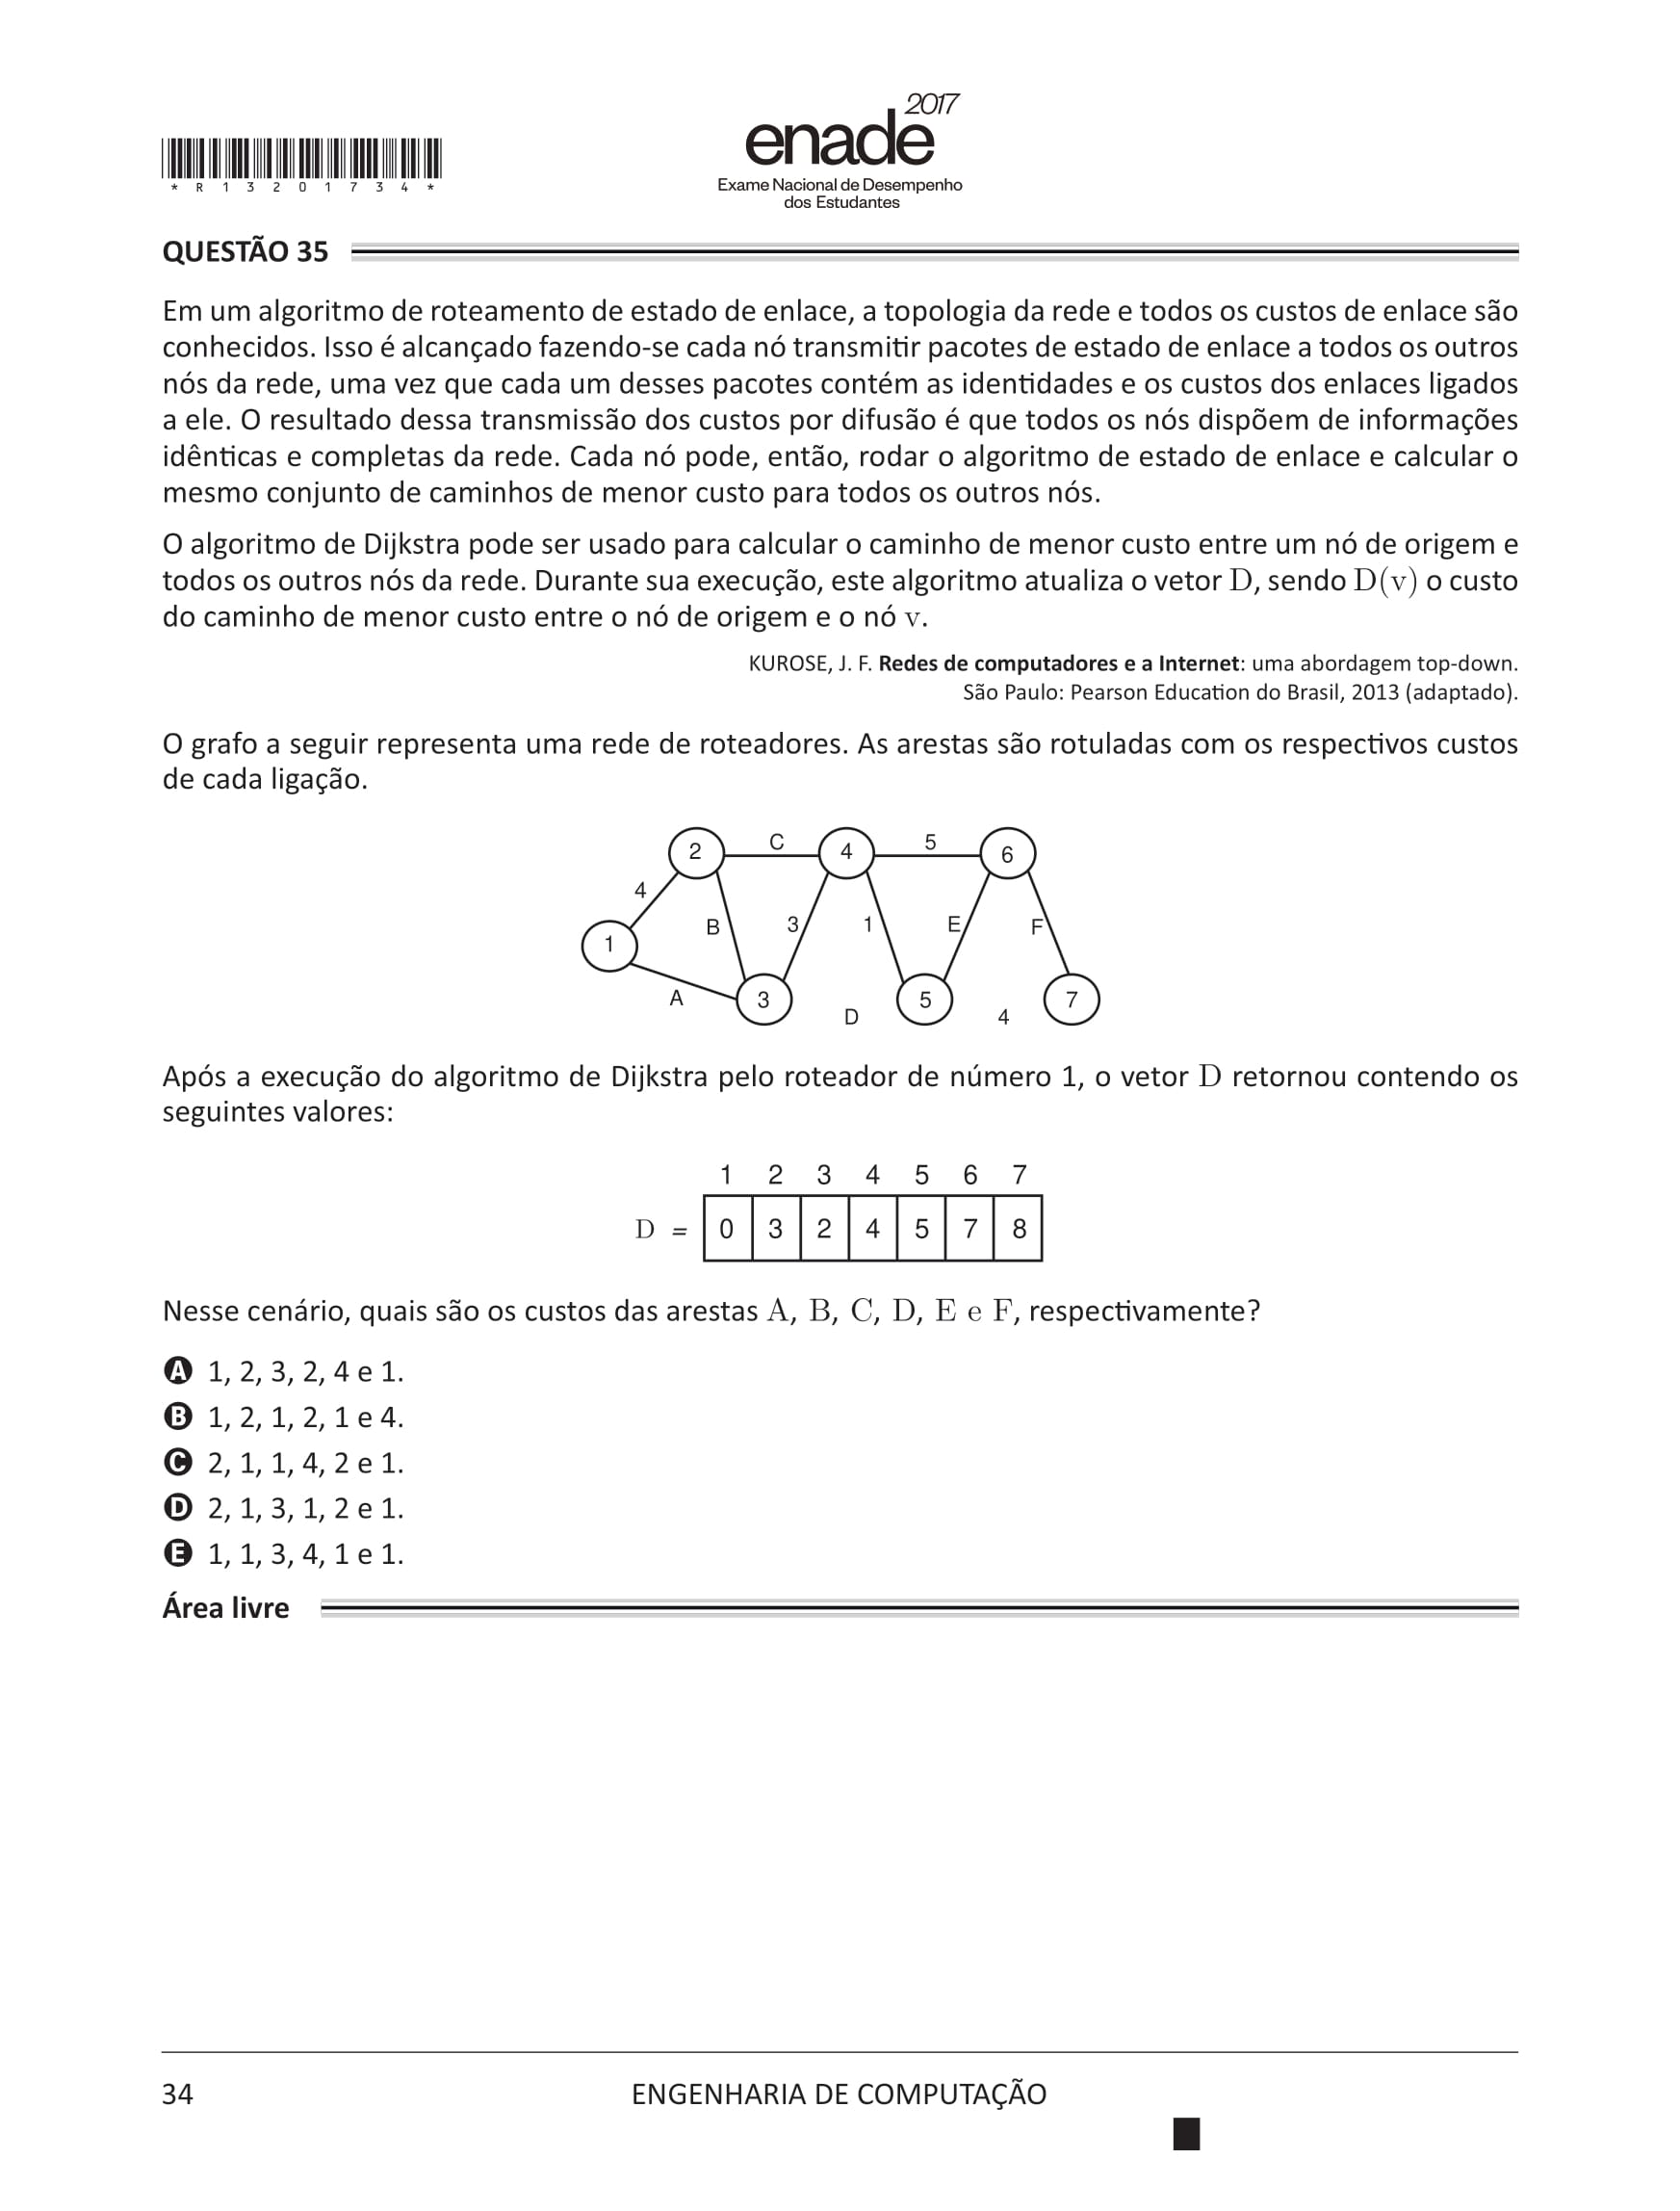 2017
enade
Exame Nacional de Desempenho
dos Estudantes
* R 1 3 2 0 1 7 3 4 *
QUESTÃO 35
Em um algoritmo de roteamento de estado de enlace, a topologia da rede e todos os custos de enlace são
conhecidos. Isso é alcançado fazendo-se cada nó transmitir pacotes de estado de enlace a todos os outros
nós da rede, uma vez que cada um desses pacotes contém as identidades e os custos dos enlaces ligados
a ele. O resultado dessa transmissão dos custos por difusão é que todos os nós dispõem de informações
idênticas e completas da rede. Cada nó pode, então, rodar o algoritmo de estado de enlace e calcular o
mesmo conjunto de caminhos de menor custo para todos os outros nós.
O algoritmo de Dijkstra pode ser usado para calcular o caminho de menor custo entre um nó de origem e
todos os outros nós da rede. Durante sua execução, este algoritmo atualiza o vetor D, sendo D(v) o custo
do caminho de menor custo entre o nó de origem e o nó v.
KUROSE, J. F. Redes de computadores e a Internet: uma abordagem top-down.
São Paulo: Pearson Education do Brasil, 2013 (adaptado).
O grafo a seguir representa uma rede de roteadores. As arestas são rotuladas com os respectivos custos
de cada ligação.
2 C 4 5 6
4
B 3 1 E F
1
A 3 D 5 4 7
Após a execução do algoritmo de Dijkstra pelo roteador de número 1, o vetor D retornou contendo os
seguintes valores:
1 2 3 4 5 6 7
D = 0 3 2 4 5 7 8
Nesse cenário, quais são os custos das arestas A, B, C, D, E e F, respectivamente?
A 1, 2, 3, 2, 4 e 1.
B 1, 2, 1, 2, 1 e 4.
C 2, 1, 1, 4, 2 e 1.
D 2, 1, 3, 1, 2 e 1.
E 1, 1, 3, 4, 1 e 1.
Área livre
34
ENGENHARIA DE COMPUTAÇÃO